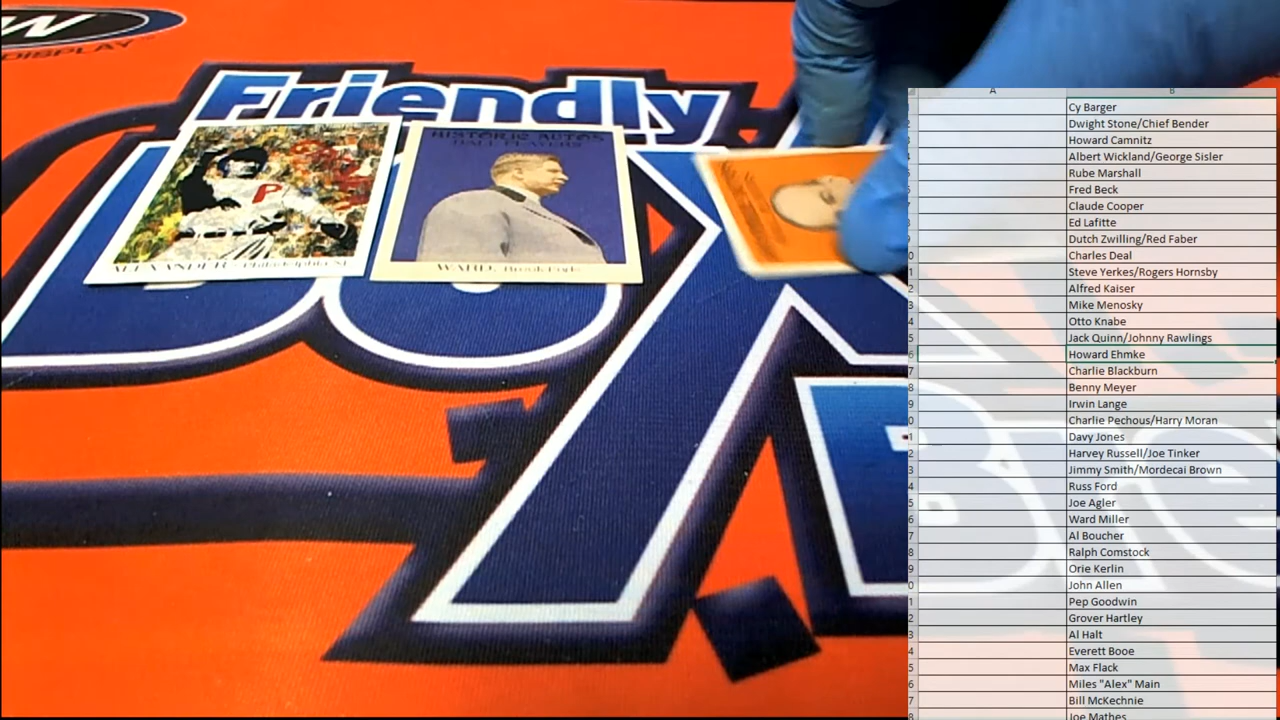 W
DISPLAY
Friendly
ALEXANDER - Philadelphia NL
P
HISTORIC AUTOS
BALL PLAYERS
WARD, Brook. Feds
A
B
Cy Barger
Dwight Stone/Chief Bender
Howard Camnitz
Albert Wickland/George Sisler
Rube Marshall
Fred Beck
Claude Cooper
Ed Lafitte
Dutch Zwilling/Red Faber
Charles Deal
Steve Yerkes/Rogers Hornsby
Alfred Kaiser
Mike Menosky
Otto Knabe
Jack Quinn/Johnny Rawlings
Howard Ehmke
Charlie Blackburn
Benny Meyer
Irwin Lange
Charlie Pechous/Harry Moran
Davy Jones
Harvey Russell/Joe Tinker
Jimmy Smith/Mordecai Brown
Russ Ford
Joe Agler
Ward Miller
Al Boucher
Ralph Comstock
Orie Kerlin
John Allen
Pep Goodwin
Grover Hartley
Al Halt
Everett Booe
Max Flack
Miles "Alex" Main
Bill McKechnie
Joe Mathes